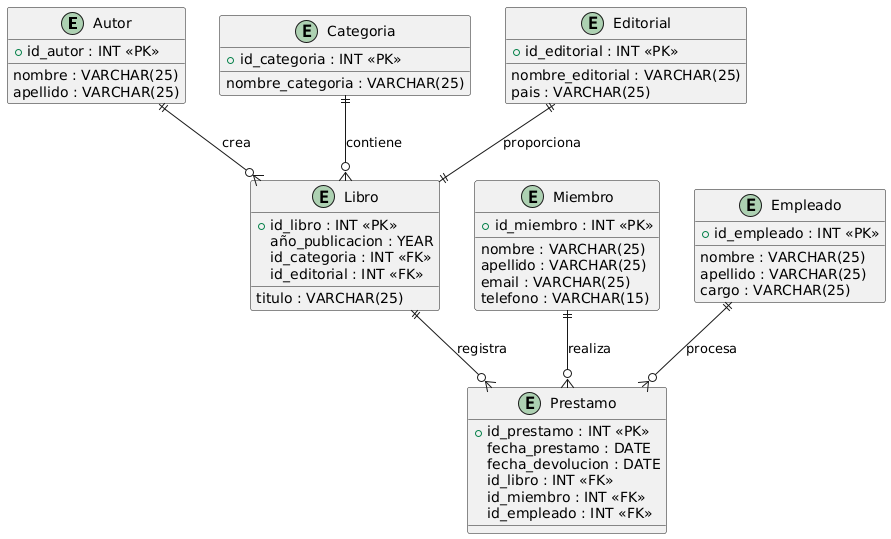 E Autor
id_autor : INT «PK»
nombre : VARCHAR(25)
apellido : VARCHAR(25)
E Categoria
id_categoria : INT «PK»
nombre_categoria : VARCHAR(25)
E Editorial
id_editorial : INT «PK»
nombre_editorial : VARCHAR(25)
pais : VARCHAR(25)
crea
contiene
proporciona
E Libro
id_libro : INT «PK»
año_publicacion : YEAR
id_categoria : INT «FK»
id_editorial : INT «FK»
titulo : VARCHAR(25)
E Miembro
id_miembro : INT «PK»
nombre : VARCHAR(25)
apellido : VARCHAR(25)
email : VARCHAR(25)
telefono : VARCHAR(15)
E Empleado
id_empleado : INT «PK»
nombre : VARCHAR(25)
apellido : VARCHAR(25)
cargo : VARCHAR(25)
registra
realiza
procesa
E Prestamo
id_prestamo : INT «PK»
fecha_prestamo : DATE
fecha_devolucion : DATE
id_libro : INT «FK»
id_miembro : INT «FK»
id_empleado : INT «FK»